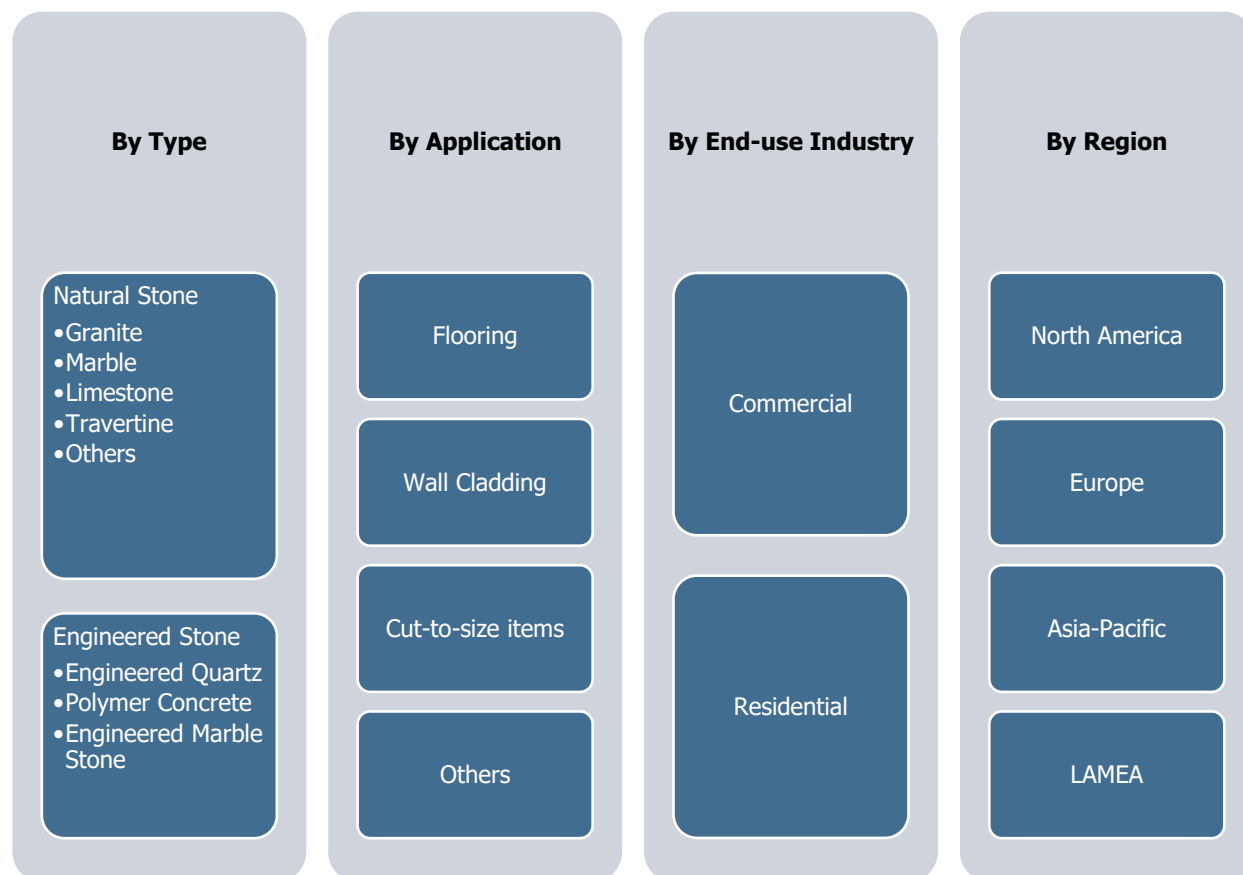 By Type
Natural Stone
•Granite
•Marble
•Limestone
•Travertine
•Others
Engineered Stone
•Engineered Quartz
•Polymer Concrete
•Engineered Marble
Stone
By Application
Flooring
Wall Cladding
Cut-to-size items
Others
By End-use Industry
Commercial
Residential
By Region
North America
Europe
Asia-Pacific
LAMEA